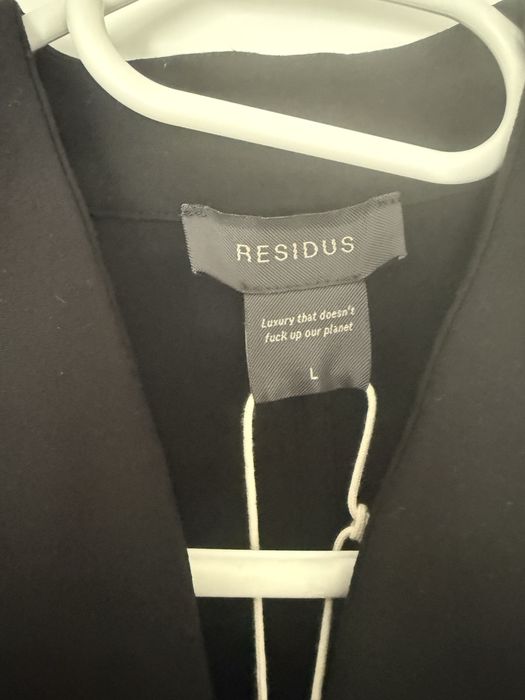 RESIDUS
Luxury that doesn't
fuck up our planet
L